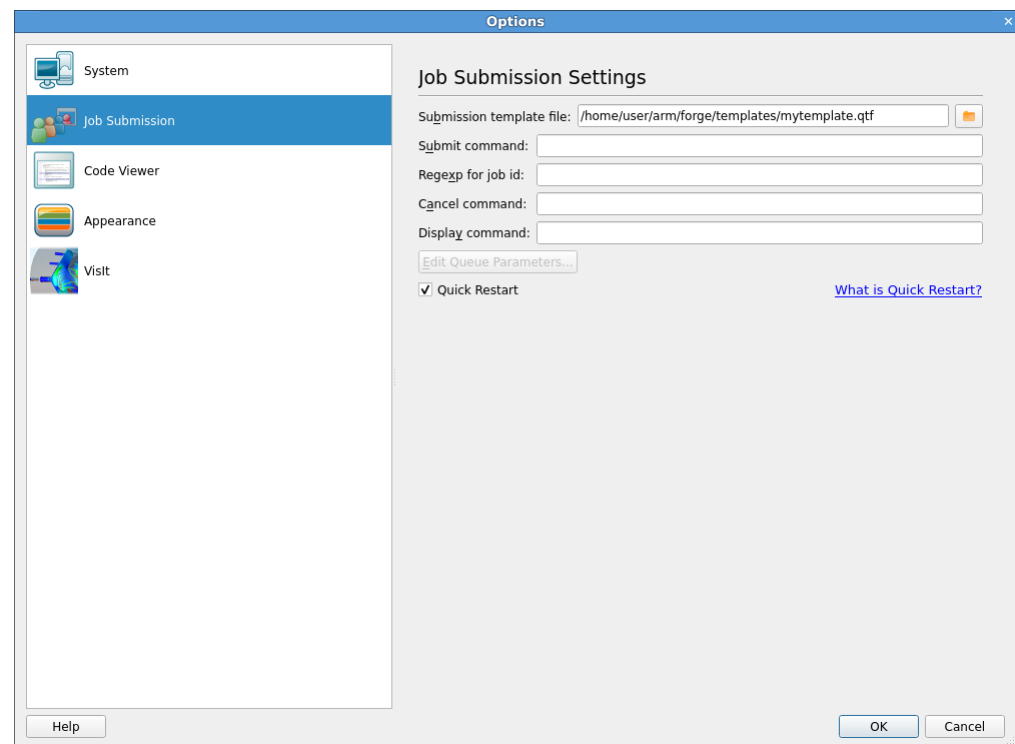 Options ×
System
Job Submission
Code Viewer
Appearance
VisIt
Job Submission Settings
Submission template file: /home/user/arm/forge/templates/mytemplate.qtf
Submit command:
Regexp for job id:
Cancel command:
Display command:
Edit Queue Parameters...
Quick Restart What is Quick Restart?
Help OK Cancel